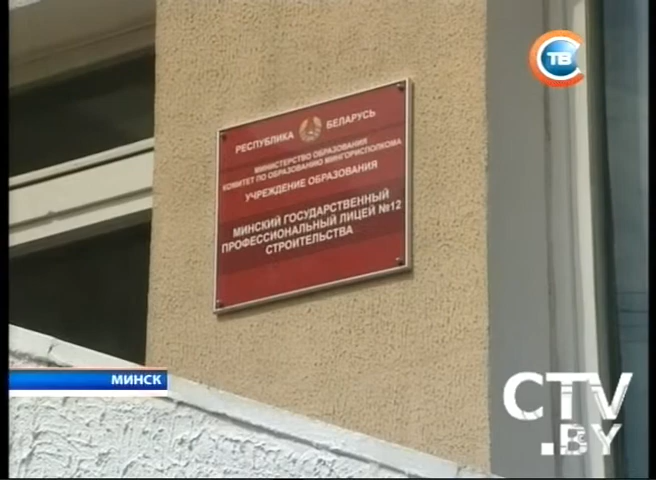 СТВ
РЕСПУБЛИКА БЕЛАРУСЬ
МИНИСТЕРСТВО ОБРАЗОВАНИЯ
КОМИТЕТ ПО ОБРАЗОВАНИЮ МИНГОРИСПОЛКОМА
УЧРЕЖДЕНИЕ ОБРАЗОВАНИЯ
МИНСКИЙ ГОСУДАРСТВЕННЫЙ
ПРОФЕССИОНАЛЬНЫЙ ЛИЦЕЙ №12
СТРОИТЕЛЬСТВА
МИНСК
CTV
.BY